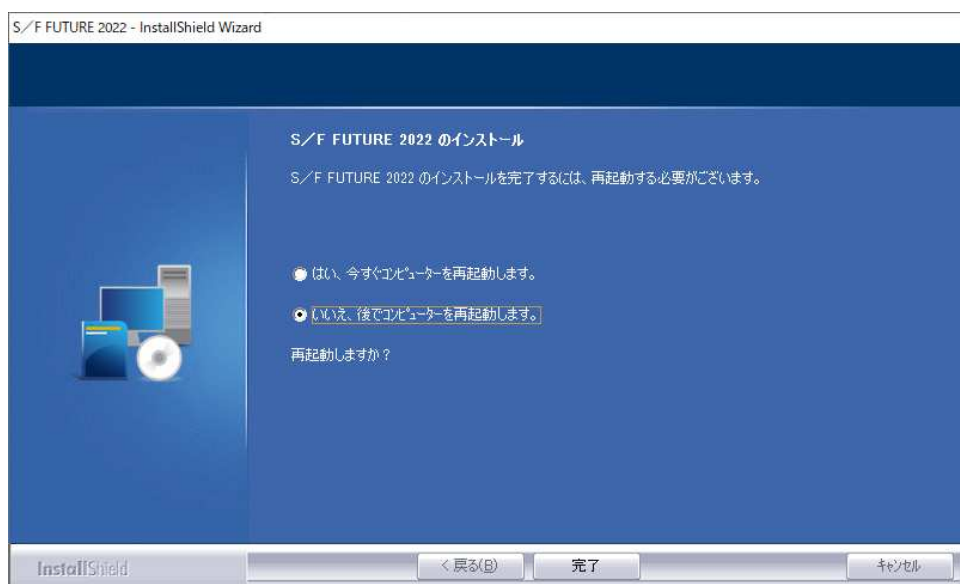 S／F FUTURE 2022 - InstallShield Wizard
S／F FUTURE 2022 のインストール
S／F FUTURE 2022 のインストールを完了するには、再起動する必要がございます。
はい、今すぐｺﾝﾋﾟｭｰﾀｰを再起動します。
いいえ、後でｺﾝﾋﾟｭｰﾀｰを再起動します。
再起動しますか？
InstallShield
< 戻る(B)
完了
ｷｬﾝｾﾙ